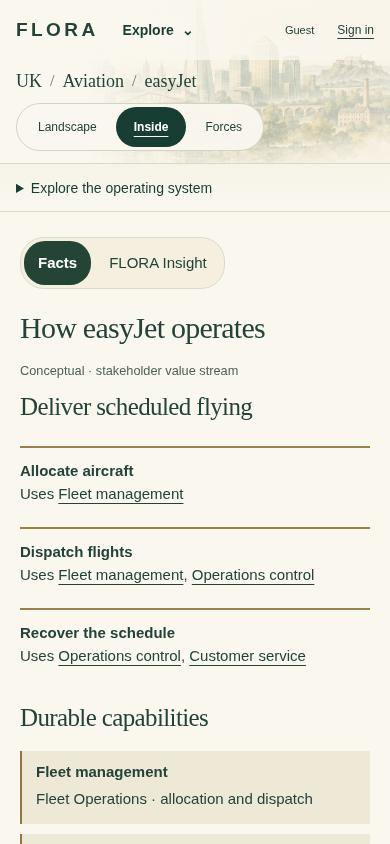 FLORA
Explore
Guest
Sign in
UK / Aviation / easyJet
Landscape
Inside
Forces
Explore the operating system
Facts
FLORA Insight
How easyJet operates
Conceptual · stakeholder value stream
Deliver scheduled flying
Allocate aircraft
Uses Fleet management
Dispatch flights
Uses Fleet management, Operations control
Recover the schedule
Uses Operations control, Customer service
Durable capabilities
Fleet management
Fleet Operations · allocation and dispatch